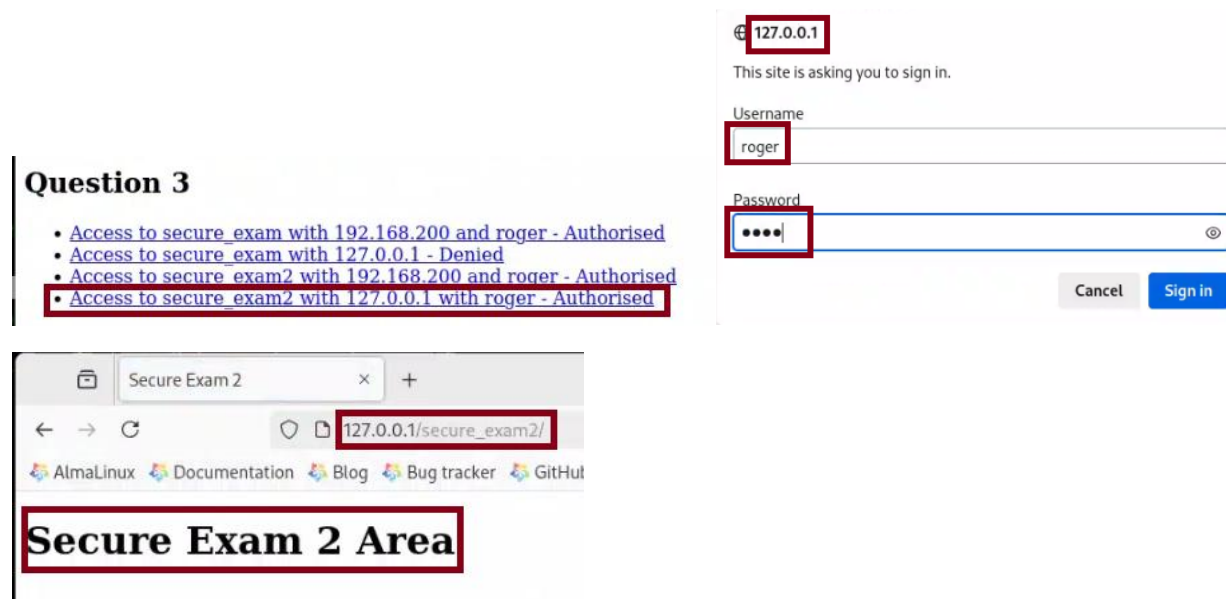 Question 3
• Access to secure_exam with 192.168.200 and roger - Authorised
• Access to secure_exam with 127.0.0.1 - Denied
• Access to secure_exam2 with 192.168.200 and roger - Authorised
• Access to secure_exam2 with 127.0.0.1 with roger - Authorised
127.0.0.1
This site is asking you to sign in.
Username
roger
Password
••••
Cancel Sign in
Secure Exam 2
127.0.0.1/secure_exam2/
AlmaLinux Documentation Blog Bug tracker GitHu
Secure Exam 2 Area